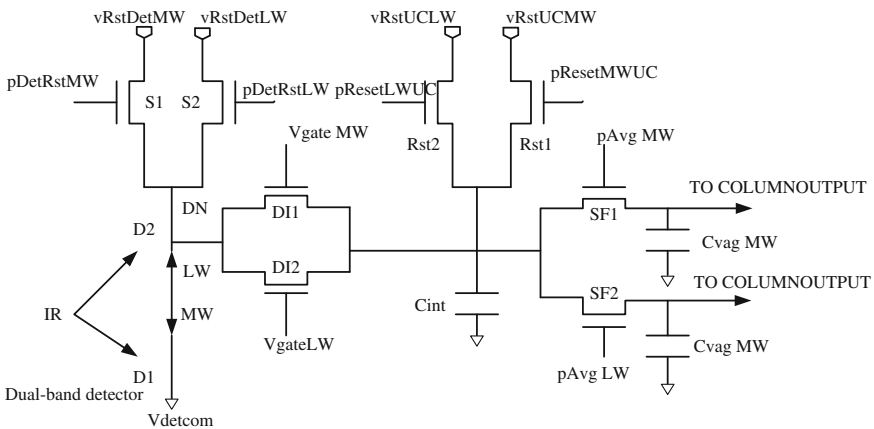 vRstDetMW
vRstDetLW
vRstUCLW
vRstUCMW
pDetRstMW
S1
S2
pDetRstLW
pResetLWUC
pResetMWUC
Rst2
Rst1
Vgate MW
pAvg MW
TO COLUMNOUTPUT
DN
DI1
SF1
Cvag MW
D2
LW
DI2
TO COLUMNOUTPUT
IR
MW
Cint
SF2
Cvag MW
VgateLW
pAvg LW
D1
Dual-band detector
Vdetcom